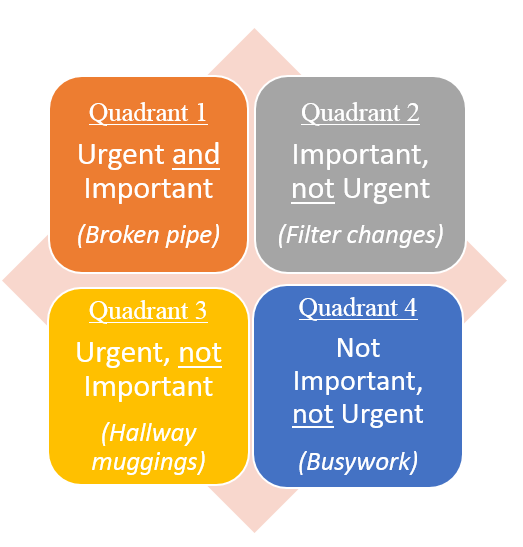 Quadrant 1
Urgent and
Important
(Broken pipe)
Quadrant 2
Important,
not Urgent
(Filter changes)
Quadrant 3
Urgent, not
Important
(Hallway
muggings)
Quadrant 4
Not
Important,
not Urgent
(Busywork)